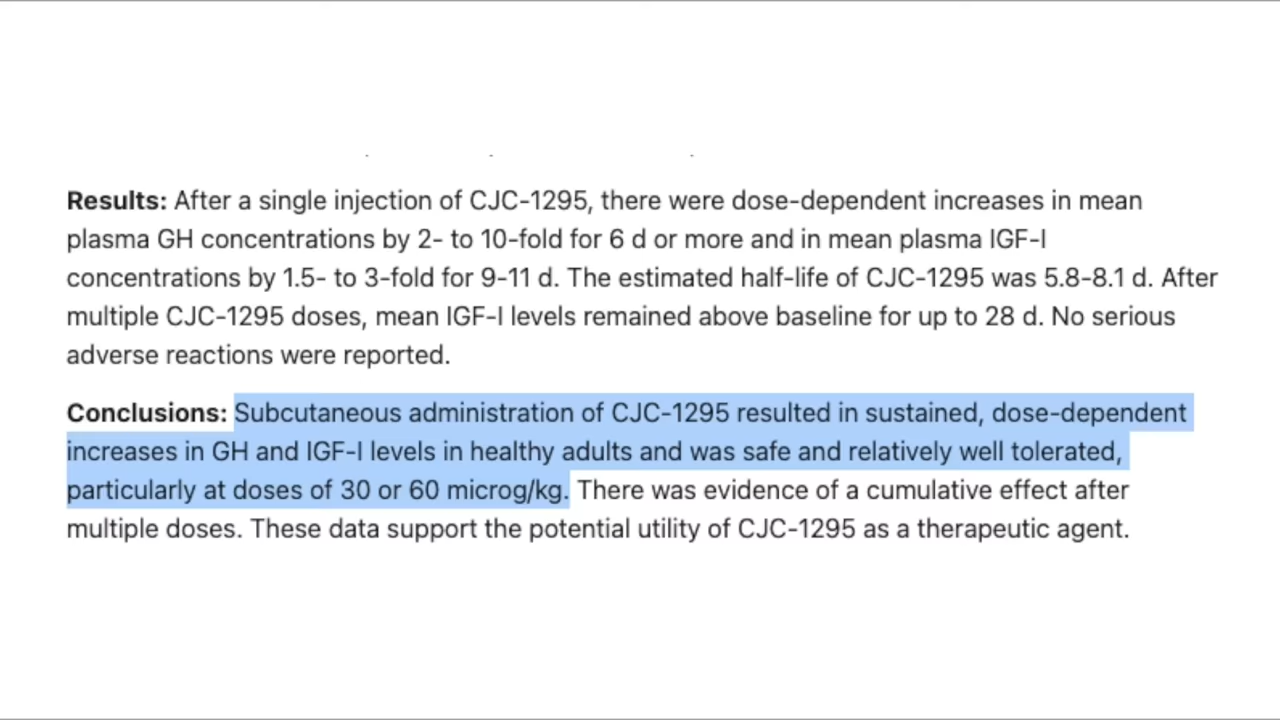 Results: After a single injection of CJC-1295, there were dose-dependent increases in mean
plasma GH concentrations by 2- to 10-fold for 6 d or more and in mean plasma IGF-I
concentrations by 1.5- to 3-fold for 9-11 d. The estimated half-life of CJC-1295 was 5.8-8.1 d. After
multiple CJC-1295 doses, mean IGF-I levels remained above baseline for up to 28 d. No serious
adverse reactions were reported.
Conclusions: Subcutaneous administration of CJC-1295 resulted in sustained, dose-dependent
increases in GH and IGF-I levels in healthy adults and was safe and relatively well tolerated,
particularly at doses of 30 or 60 microg/kg. There was evidence of a cumulative effect after
multiple doses. These data support the potential utility of CJC-1295 as a therapeutic agent.